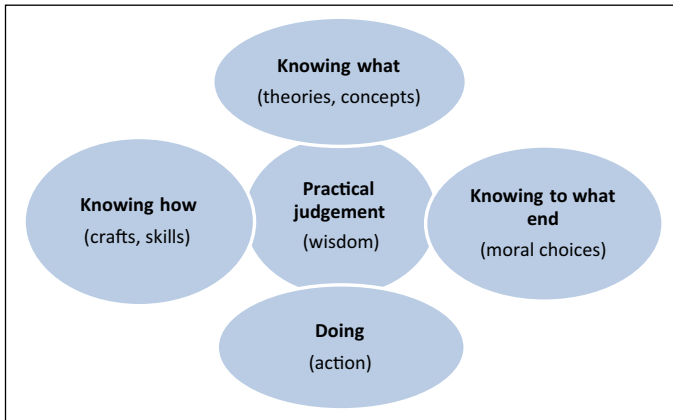 Knowing what
(theories, concepts)
Knowing how
(crafts, skills)
Practical
judgement
(wisdom)
Knowing to what
end
(moral choices)
Doing
(action)